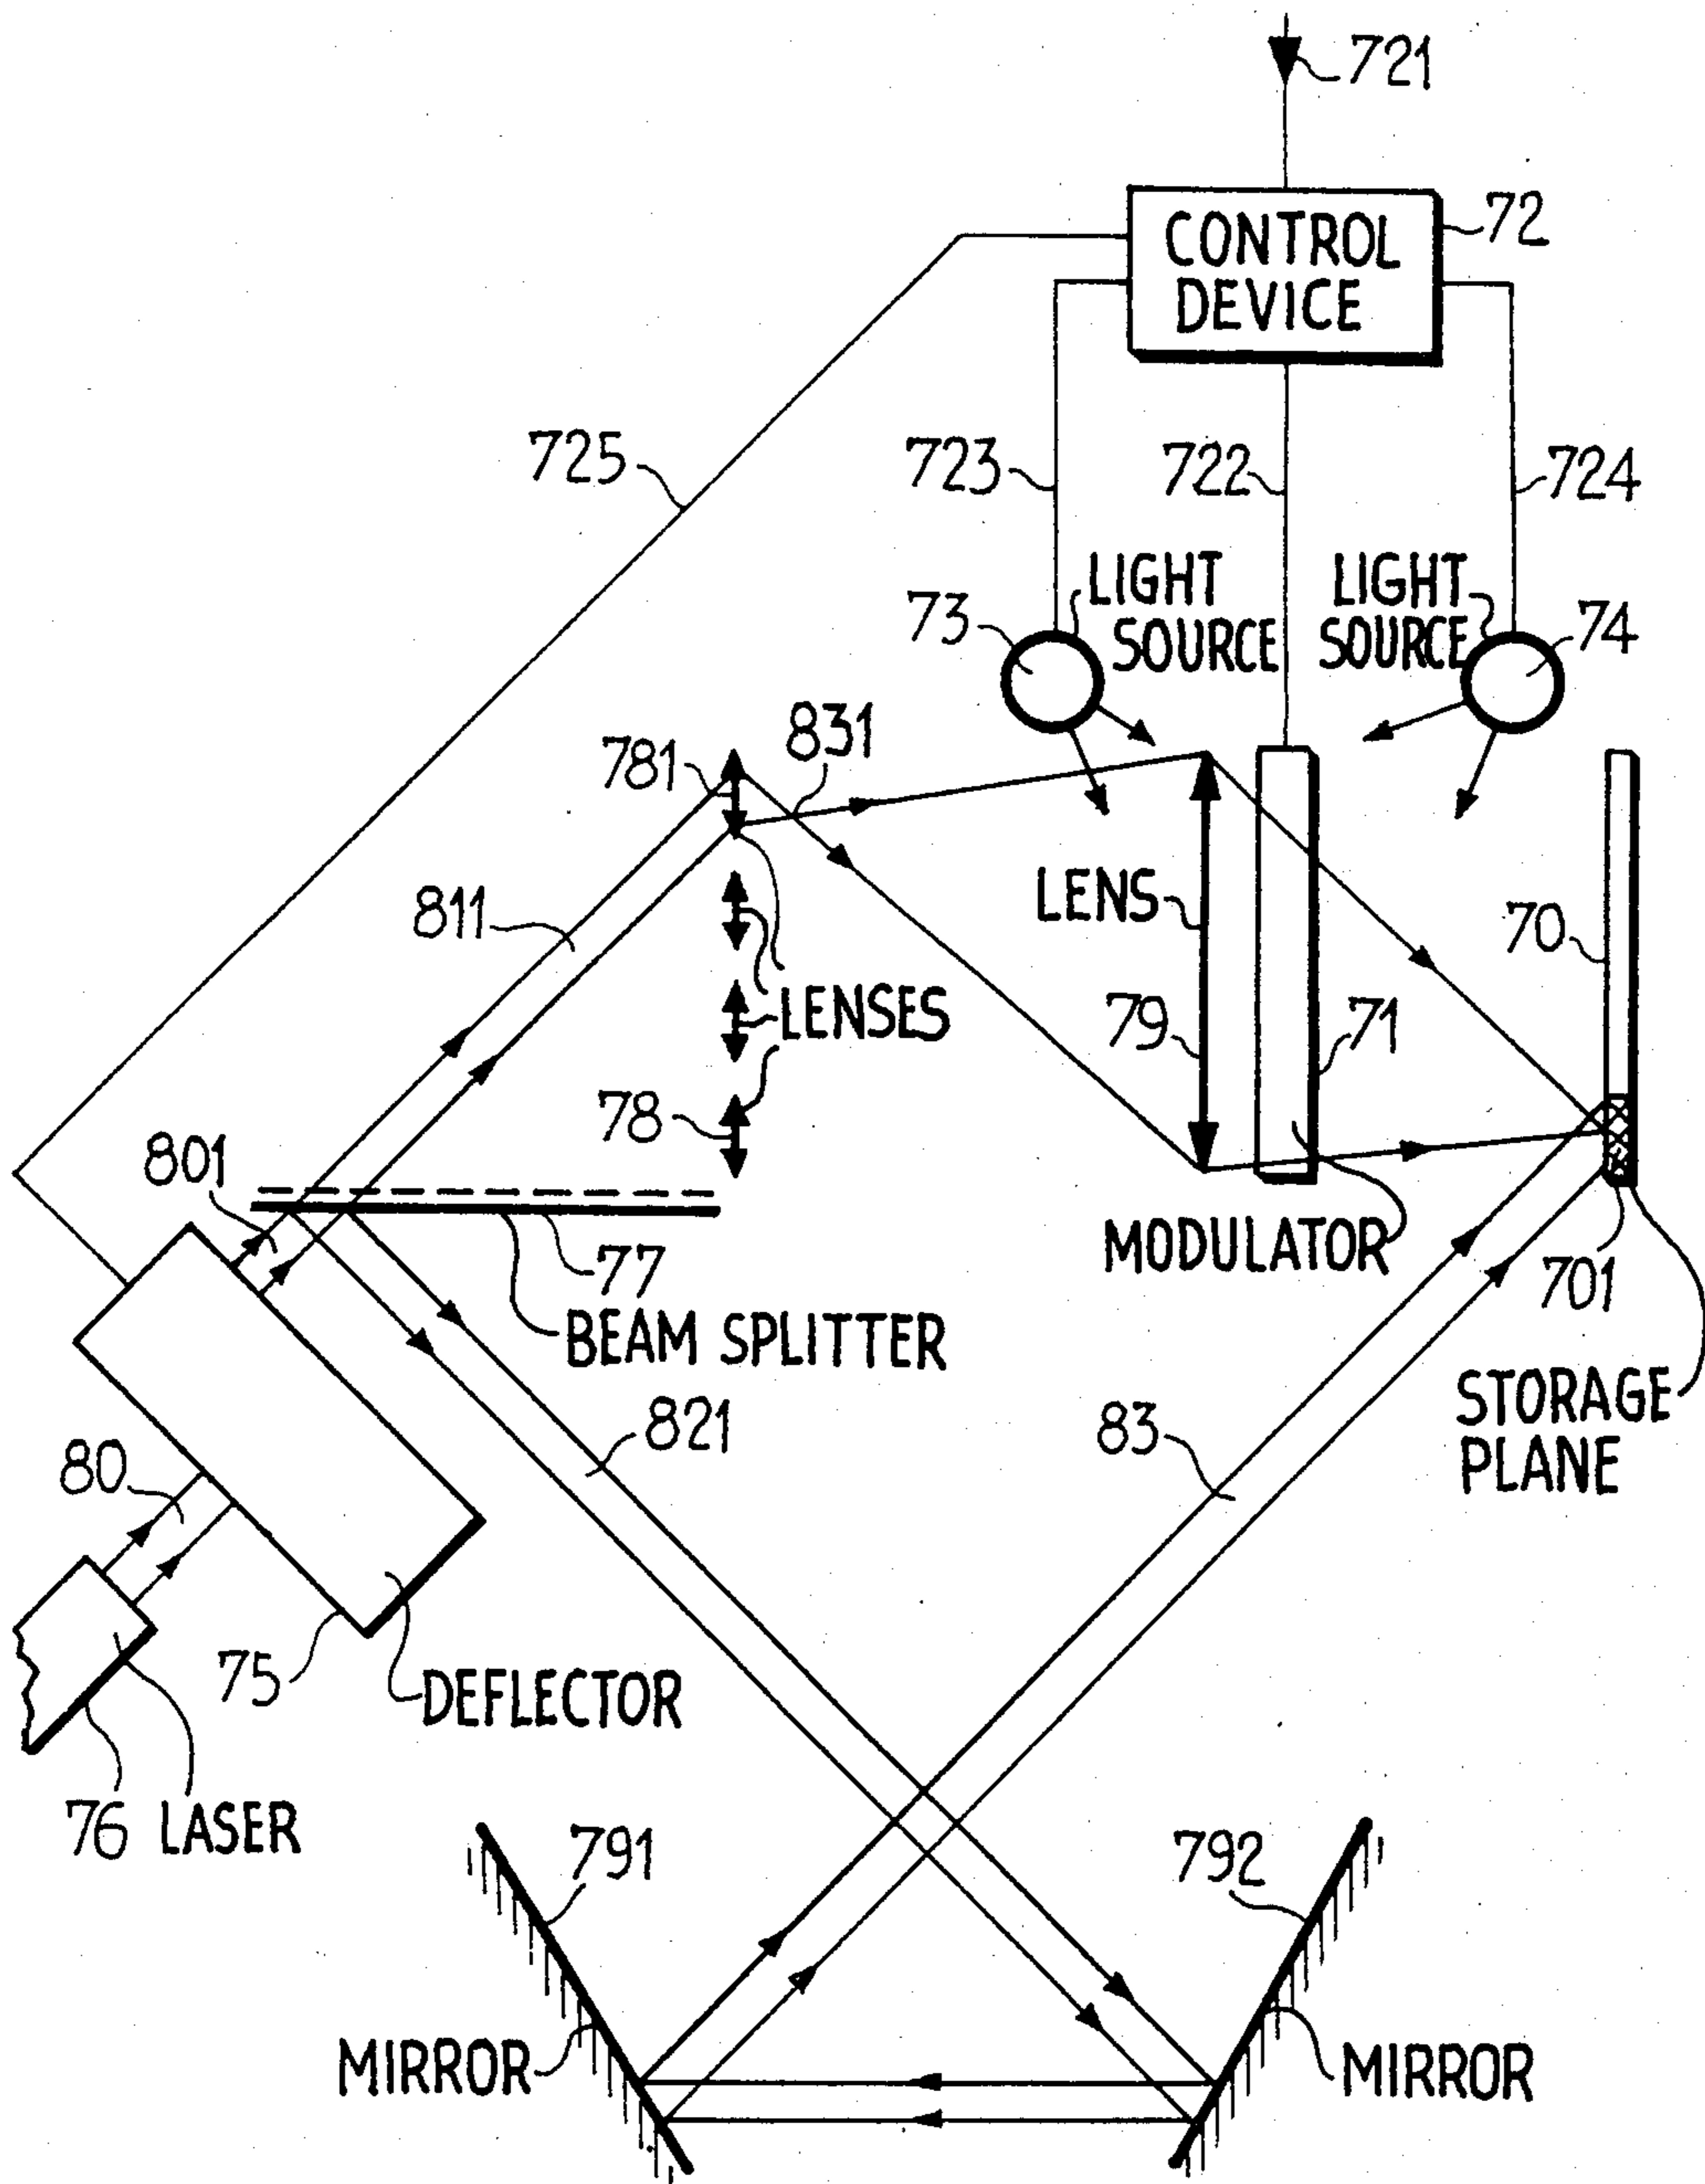 721
CONTROL
DEVICE
72
725
723
722
724
LIGHT
SOURCE
LIGHT
SOURCE
73
74
781
831
811
LENS
70
LENSES
79
71
78
801
MODULATOR
701
77
BEAM SPLITTER
STORAGE
PLANE
821
83
80
75
DEFLECTOR
76 LASER
791
792
MIRROR
MIRROR